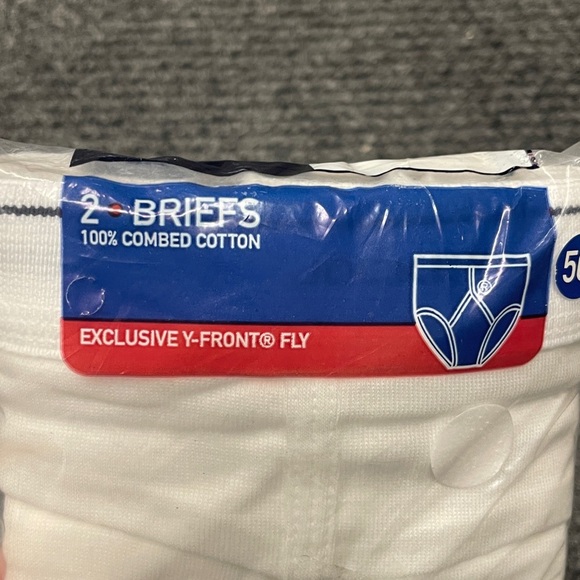 2 • BRIEFS
100% COMBED COTTON
EXCLUSIVE Y-FRONT® FLY